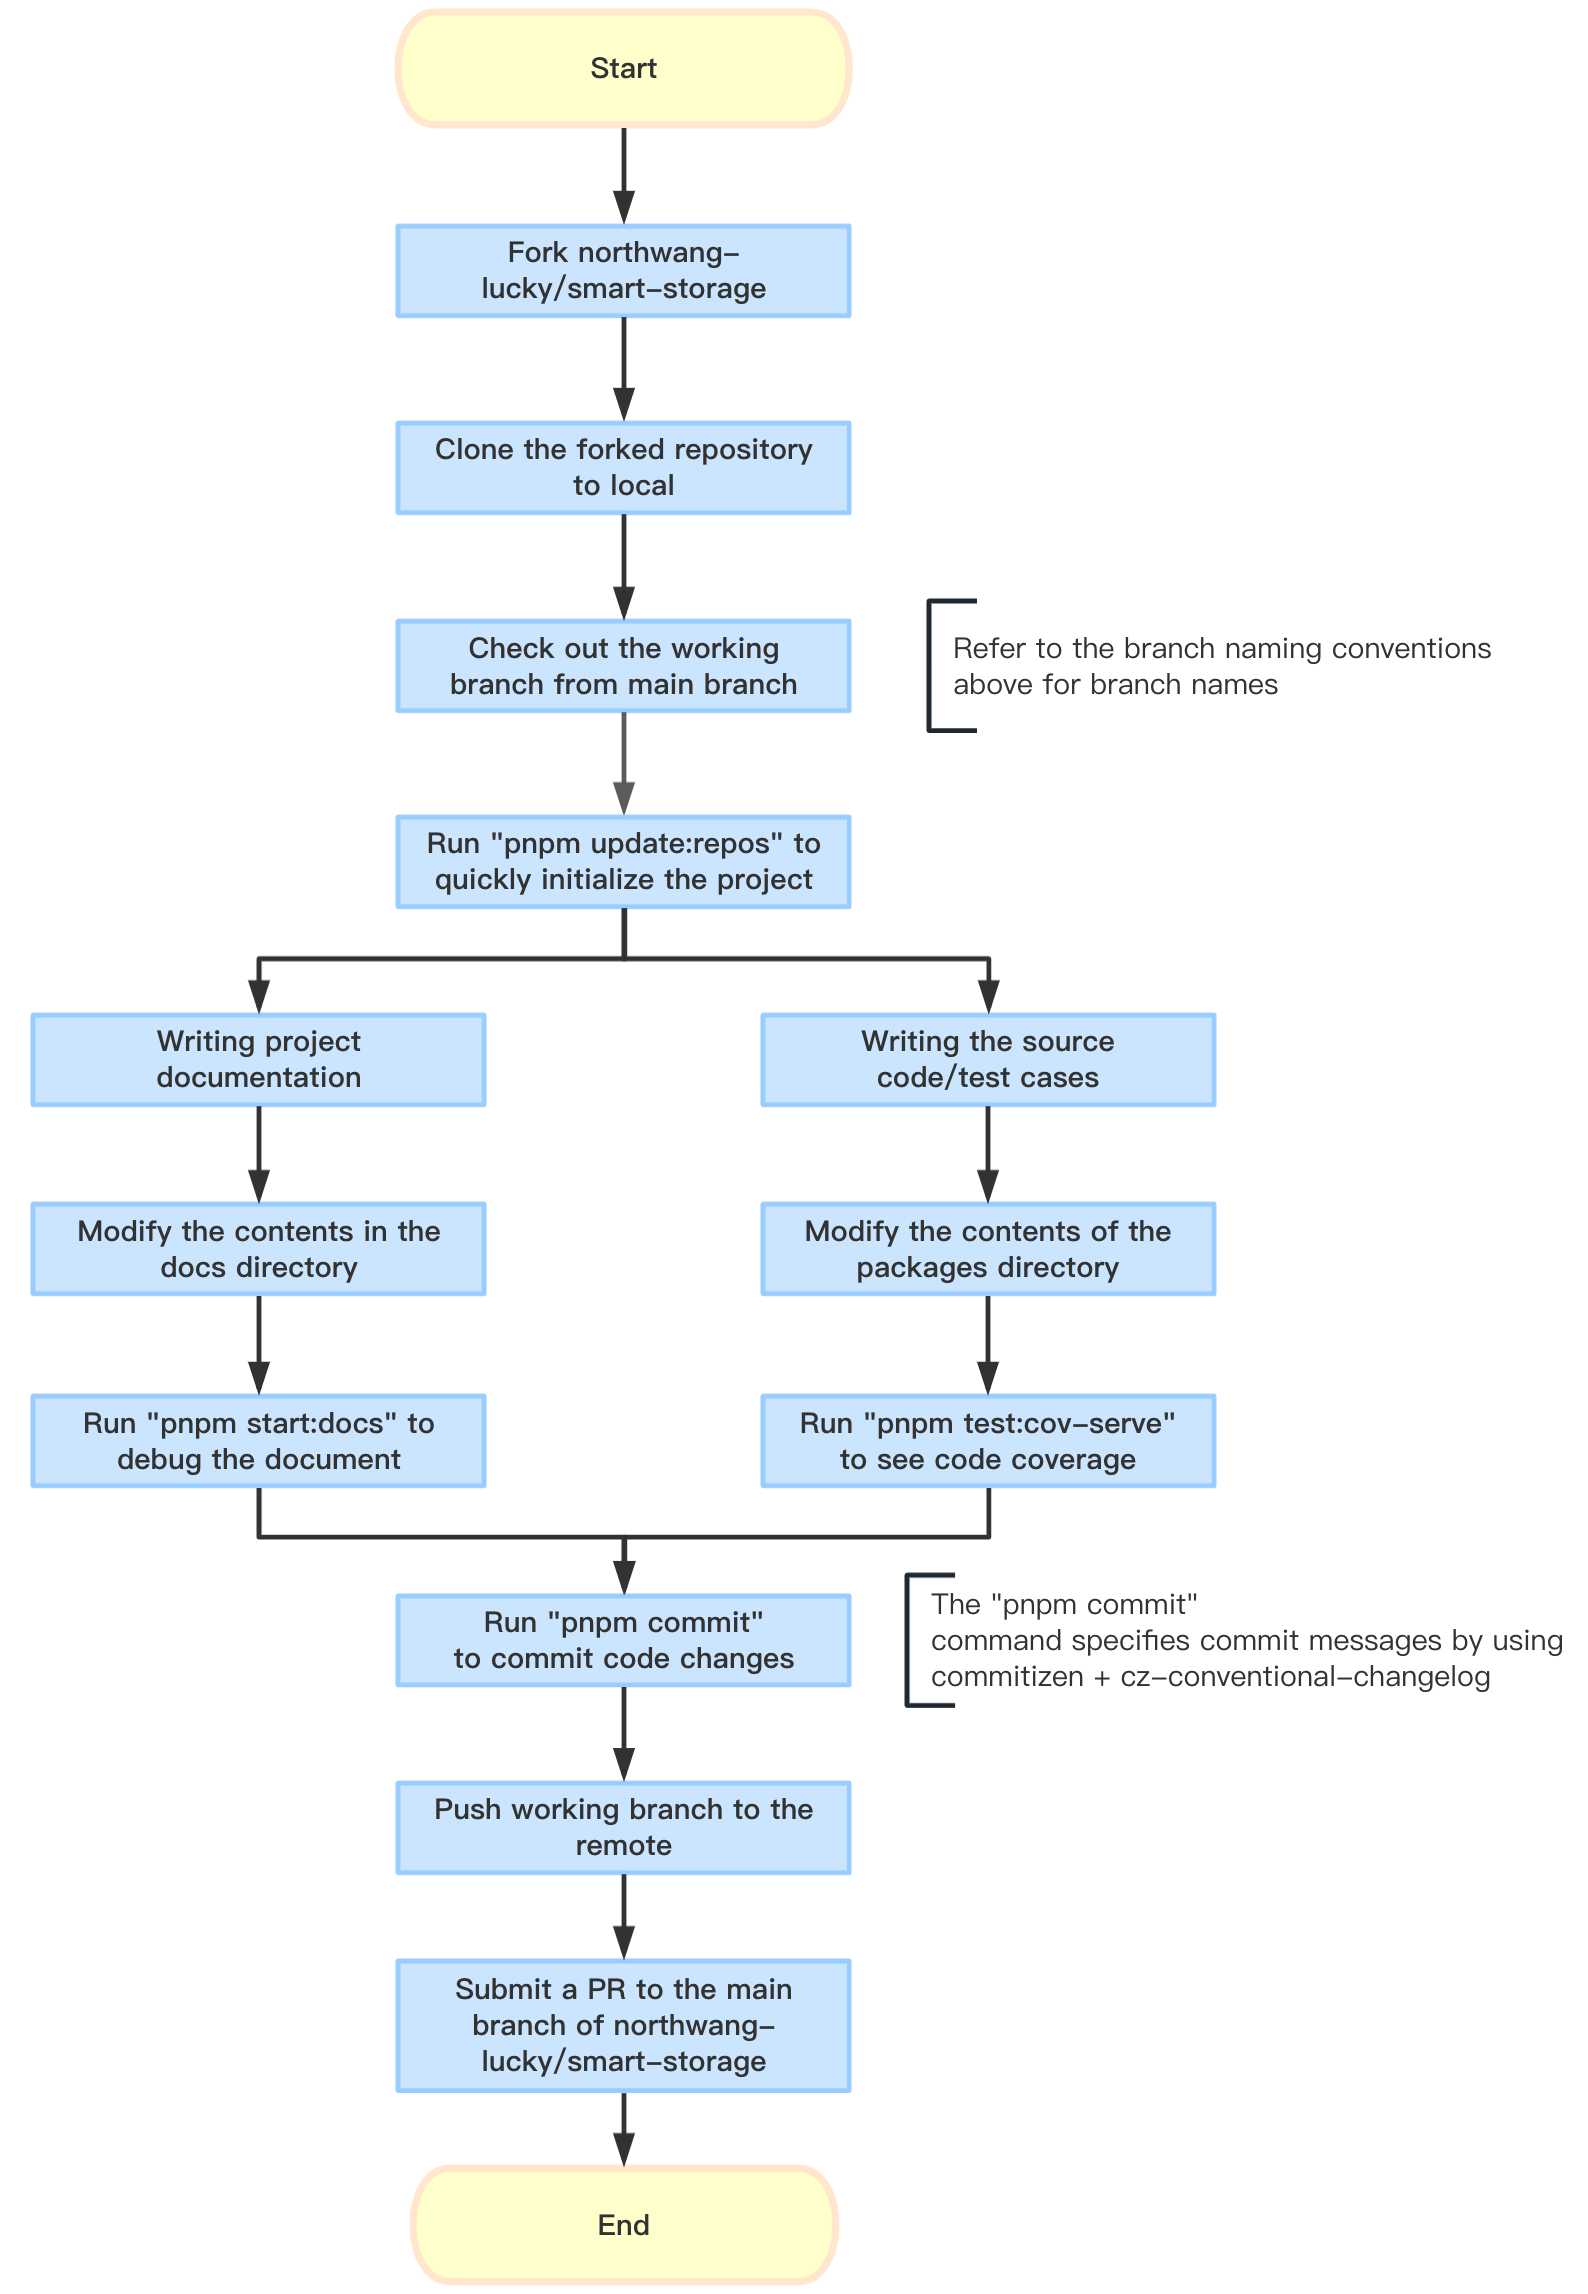 Start
Fork northwang-
lucky/smart-storage
Clone the forked repository
to local
Check out the working
branch from main branch
Refer to the branch naming conventions
above for branch names
Run "pnpm update:repos" to
quickly initialize the project
Writing project
documentation
Writing the source
code/test cases
Modify the contents in the
docs directory
Modify the contents of the
packages directory
Run "pnpm start:docs" to
debug the document
Run "pnpm test:cov-serve"
to see code coverage
Run "pnpm commit"
to commit code changes
The "pnpm commit"
command specifies commit messages by using
commitizen + cz-conventional-changelog
Push working branch to the
remote
Submit a PR to the main
branch of northwang-
lucky/smart-storage
End